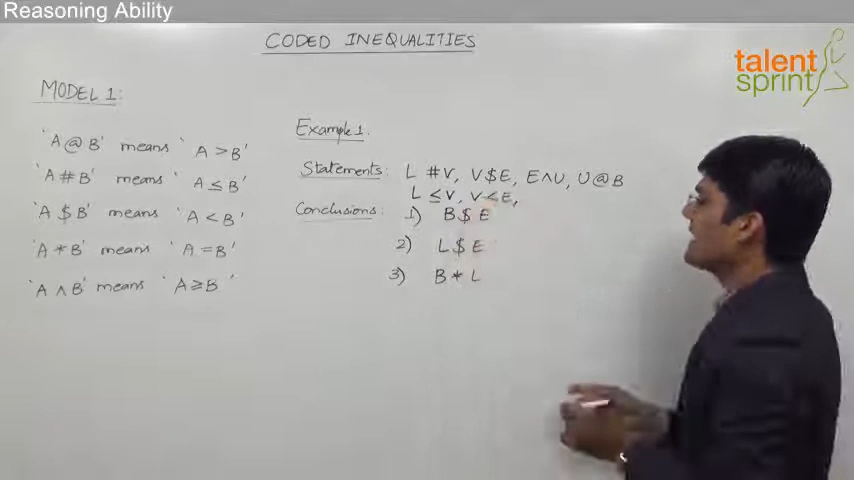 Reasoning Ability
CODED INEQUALITIES
talent
sprint
MODEL 1:
'A @ B' means 'A > B'
'A # B' means 'A ≤ B'
'A $ B' means 'A < B'
'A * B' means 'A = B'
'A ∧ B' means 'A ≥ B'
Example 1.
Statements: L # V, V $ E, E ∧ U, U @ B
L ≤ V, V < E,
Conclusions: 1) B $ E
2) L $ E
3) B * L